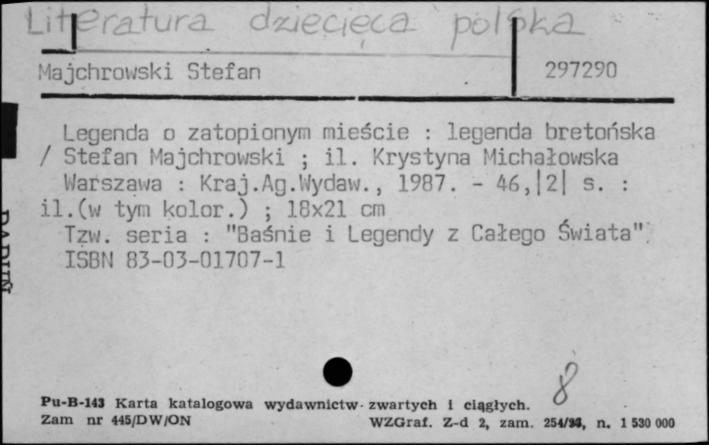 Literatura dziecięca polska
Majchrowski Stefan 297290
Legenda o zatopionym mieście : legenda bretońska
/ Stefan Majchrowski ; il. Krystyna Michałowska
Warszawa : Kraj.Ag.Wydaw., 1987. - 46,|2| s. :
il.(w tym kolor.) ; 18x21 cm
Tzw. seria : "Baśnie i Legendy z Całego Świata".
ISBN 83-03-01707-1
8
Pu-B-143 Karta katalogowa wydawnictw zwartych i ciągłych.
Zam nr 445/DW/ON WZGraf. Z-d 2, zam. n. 1 530 000